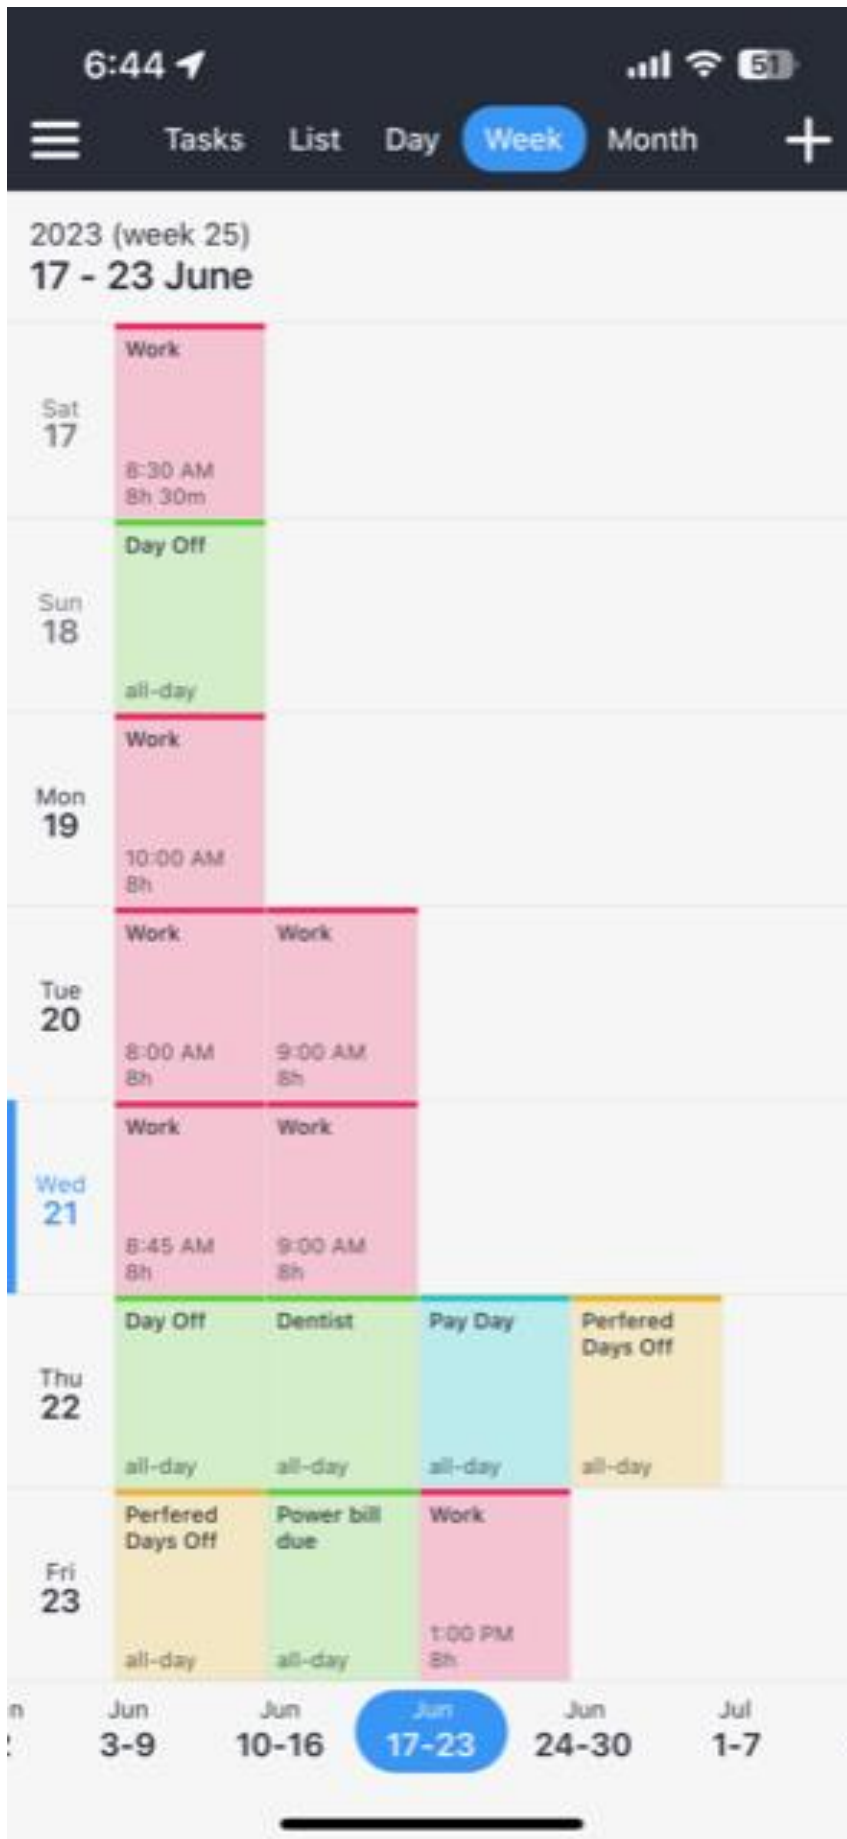 6:44
51
Tasks List Day Week Month
2023 (week 25)
17 - 23 June
Sat
17
Work
8:30 AM
8h 30m
Sun
18
Day Off
all-day
Mon
19
Work
10:00 AM
8h
Tue
20
Work
8:00 AM
8h
Work
9:00 AM
8h
Wed
21
Work
8:45 AM
8h
Work
9:00 AM
8h
Thu
22
Day Off
all-day
Dentist
all-day
Pay Day
all-day
Perfered
Days Off
all-day
Fri
23
Perfered
Days Off
all-day
Power bill
due
all-day
Work
1:00 PM
8h
Jun
3-9
Jun
10-16
Jun
17-23
Jun
24-30
Jul
1-7